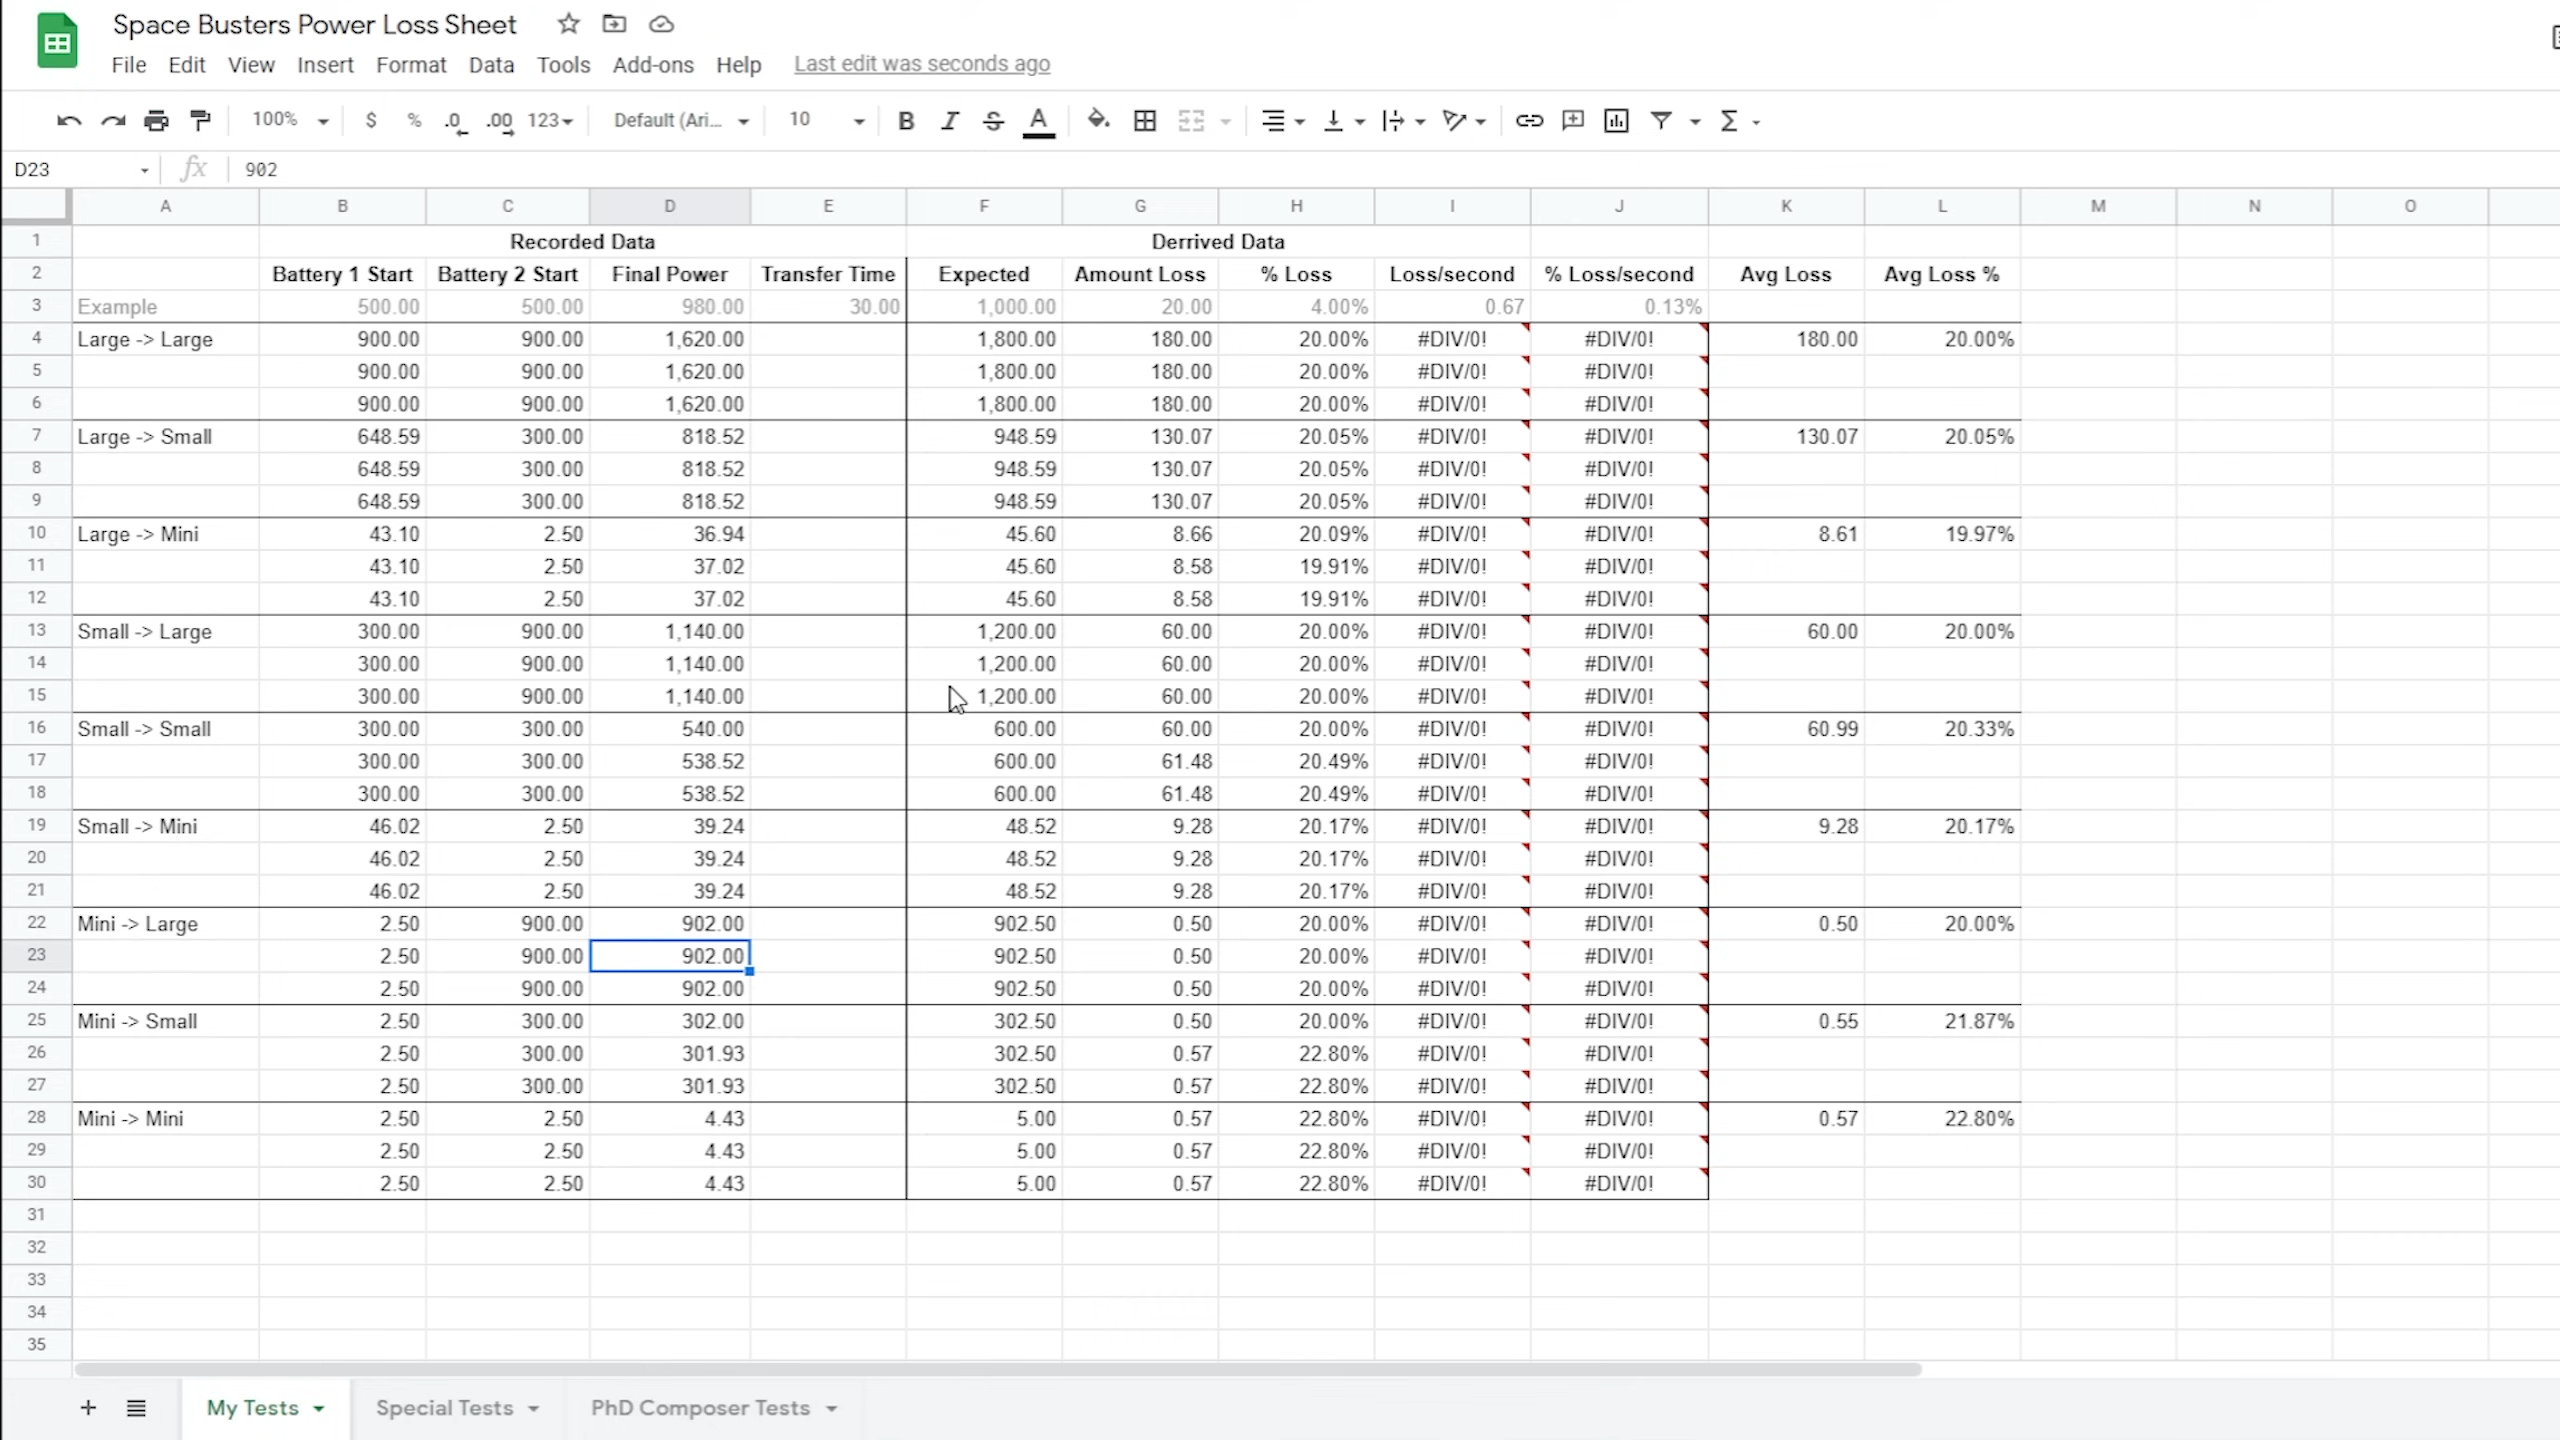 Space Busters Power Loss Sheet
File Edit View Insert Format Data Tools Add-ons Help Last edit was seconds ago
100% $ % .0 .00 123 Default (Ari... 10 B I S A Σ
D23 fx 902
A B C D E F G H I J K L M N O
1 Recorded Data Derrived Data
2 Battery 1 Start Battery 2 Start Final Power Transfer Time Expected Amount Loss % Loss Loss/second % Loss/second Avg Loss Avg Loss %
3 Example 500.00 500.00 980.00 30.00 1,000.00 20.00 4.00% 0.67 0.13%
4 Large -> Large 900.00 900.00 1,620.00 1,800.00 180.00 20.00% #DIV/0! #DIV/0! 180.00 20.00%
5 900.00 900.00 1,620.00 1,800.00 180.00 20.00% #DIV/0! #DIV/0!
6 900.00 900.00 1,620.00 1,800.00 180.00 20.00% #DIV/0! #DIV/0!
7 Large -> Small 648.59 300.00 818.52 948.59 130.07 20.05% #DIV/0! #DIV/0! 130.07 20.05%
8 648.59 300.00 818.52 948.59 130.07 20.05% #DIV/0! #DIV/0!
9 648.59 300.00 818.52 948.59 130.07 20.05% #DIV/0! #DIV/0!
10 Large -> Mini 43.10 2.50 36.94 45.60 8.66 20.09% #DIV/0! #DIV/0! 8.61 19.97%
11 43.10 2.50 37.02 45.60 8.58 19.91% #DIV/0! #DIV/0!
12 43.10 2.50 37.02 45.60 8.58 19.91% #DIV/0! #DIV/0!
13 Small -> Large 300.00 900.00 1,140.00 1,200.00 60.00 20.00% #DIV/0! #DIV/0! 60.00 20.00%
14 300.00 900.00 1,140.00 1,200.00 60.00 20.00% #DIV/0! #DIV/0!
15 300.00 900.00 1,140.00 1,200.00 60.00 20.00% #DIV/0! #DIV/0!
16 Small -> Small 300.00 300.00 540.00 600.00 60.00 20.00% #DIV/0! #DIV/0! 60.99 20.33%
17 300.00 300.00 538.52 600.00 61.48 20.49% #DIV/0! #DIV/0!
18 300.00 300.00 538.52 600.00 61.48 20.49% #DIV/0! #DIV/0!
19 Small -> Mini 46.02 2.50 39.24 48.52 9.28 20.17% #DIV/0! #DIV/0! 9.28 20.17%
20 46.02 2.50 39.24 48.52 9.28 20.17% #DIV/0! #DIV/0!
21 46.02 2.50 39.24 48.52 9.28 20.17% #DIV/0! #DIV/0!
22 Mini -> Large 2.50 900.00 902.00 902.50 0.50 20.00% #DIV/0! #DIV/0! 0.50 20.00%
23 2.50 900.00 902.00 902.50 0.50 20.00% #DIV/0! #DIV/0!
24 2.50 900.00 902.00 902.50 0.50 20.00% #DIV/0! #DIV/0!
25 Mini -> Small 2.50 300.00 302.00 302.50 0.50 20.00% #DIV/0! #DIV/0! 0.55 21.87%
26 2.50 300.00 301.93 302.50 0.57 22.80% #DIV/0! #DIV/0!
27 2.50 300.00 301.93 302.50 0.57 22.80% #DIV/0! #DIV/0!
28 Mini -> Mini 2.50 2.50 4.43 5.00 0.57 22.80% #DIV/0! #DIV/0! 0.57 22.80%
29 2.50 2.50 4.43 5.00 0.57 22.80% #DIV/0! #DIV/0!
30 2.50 2.50 4.43 5.00 0.57 22.80% #DIV/0! #DIV/0!
31
32
33
34
35
+ My Tests Special Tests PhD Composer Tests